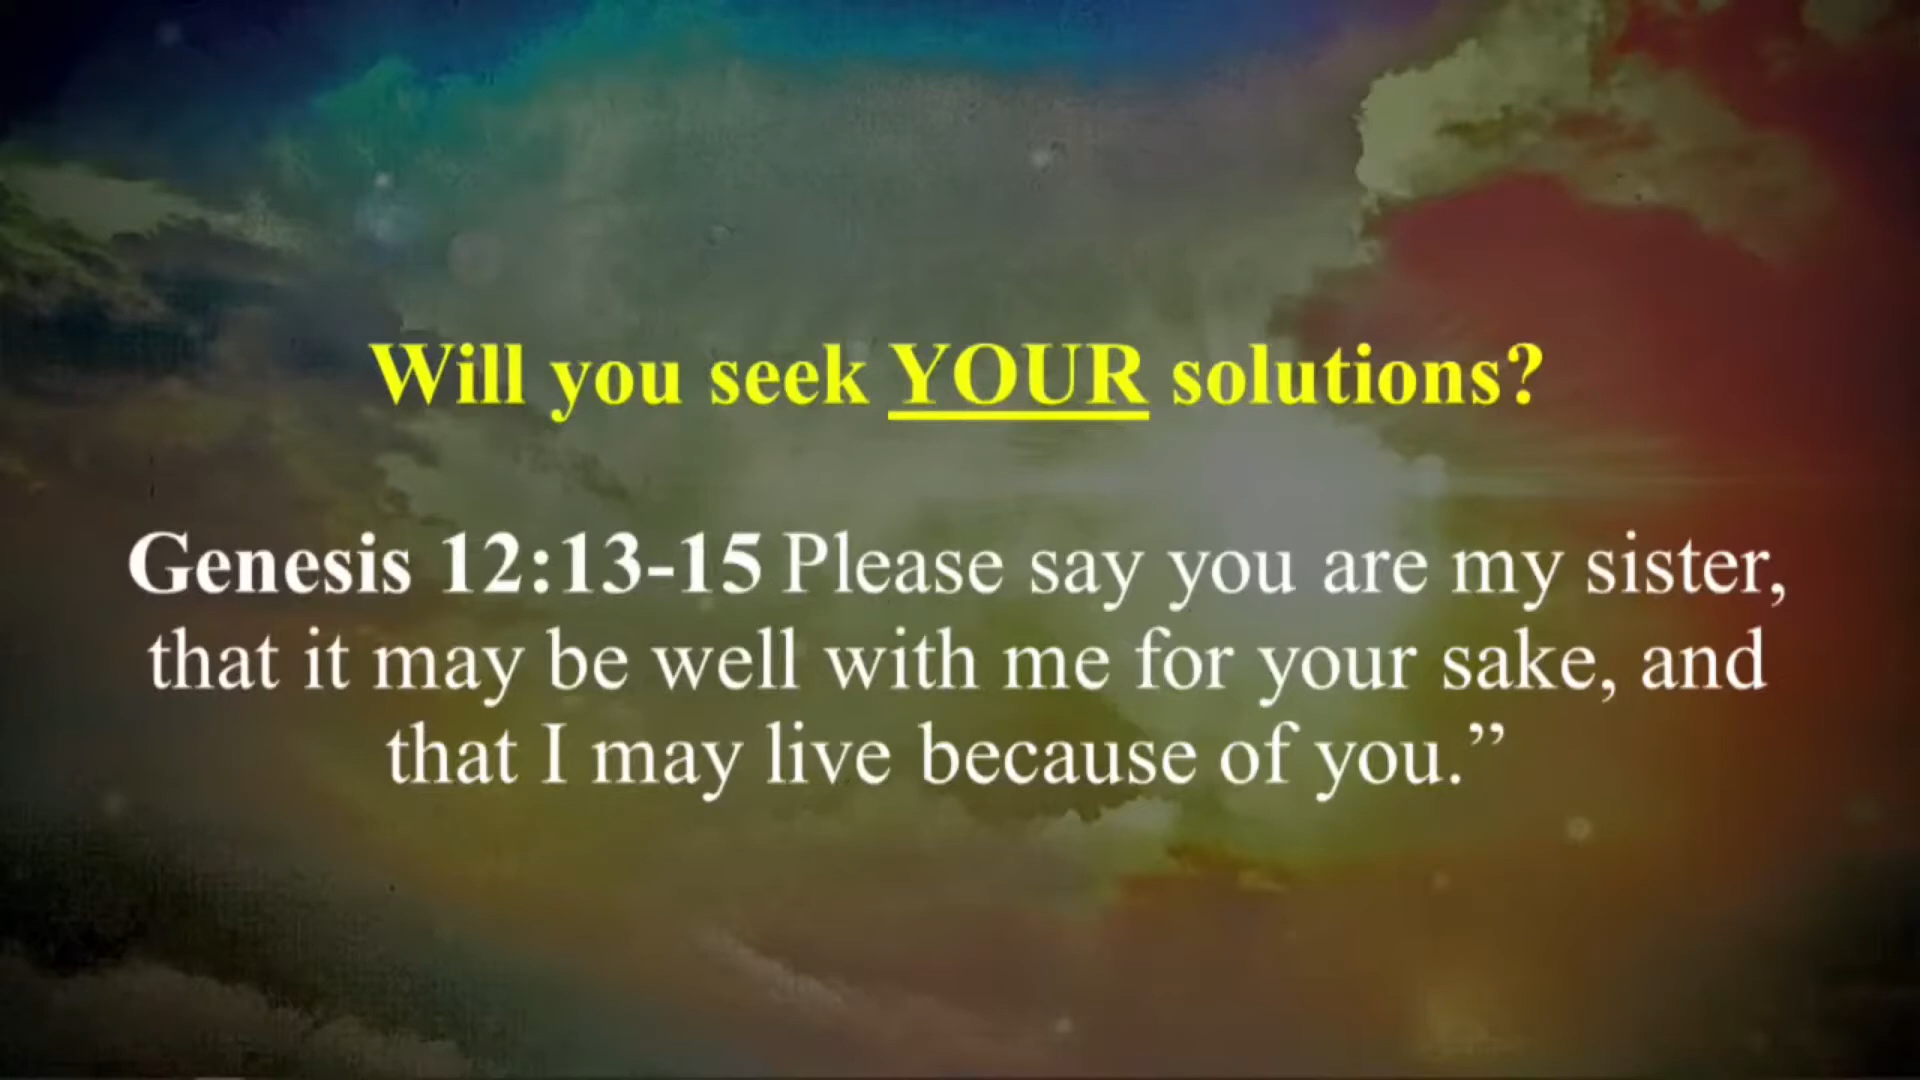 Will you seek YOUR solutions?
Genesis 12:13-15 Please say you are my sister,
that it may be well with me for your sake, and
that I may live because of you.”